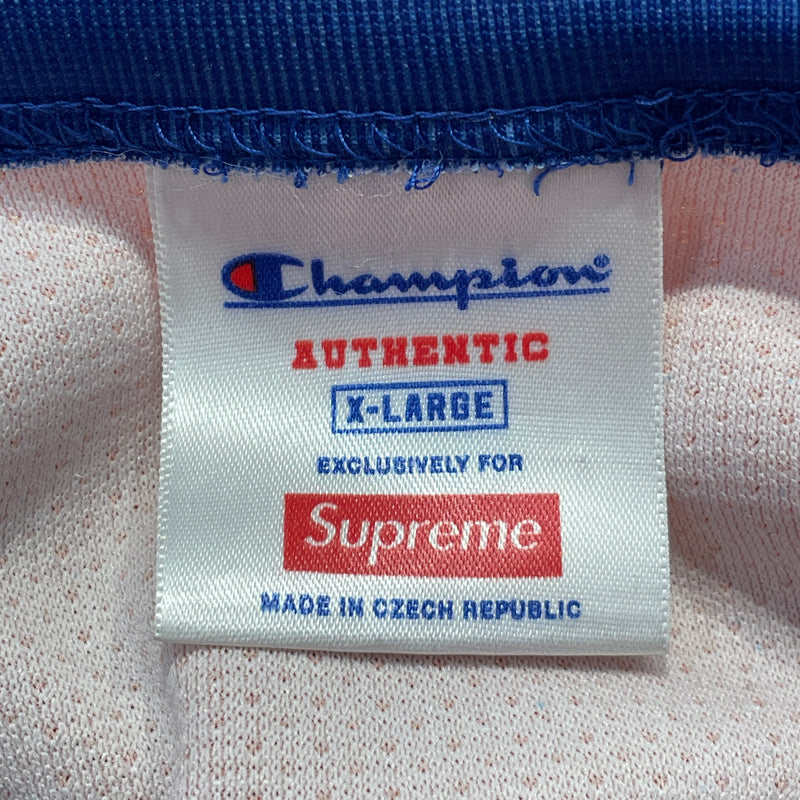 Champion
AUTHENTIC
X-LARGE
EXCLUSIVELY FOR
Supreme
MADE IN CZECH REPUBLIC